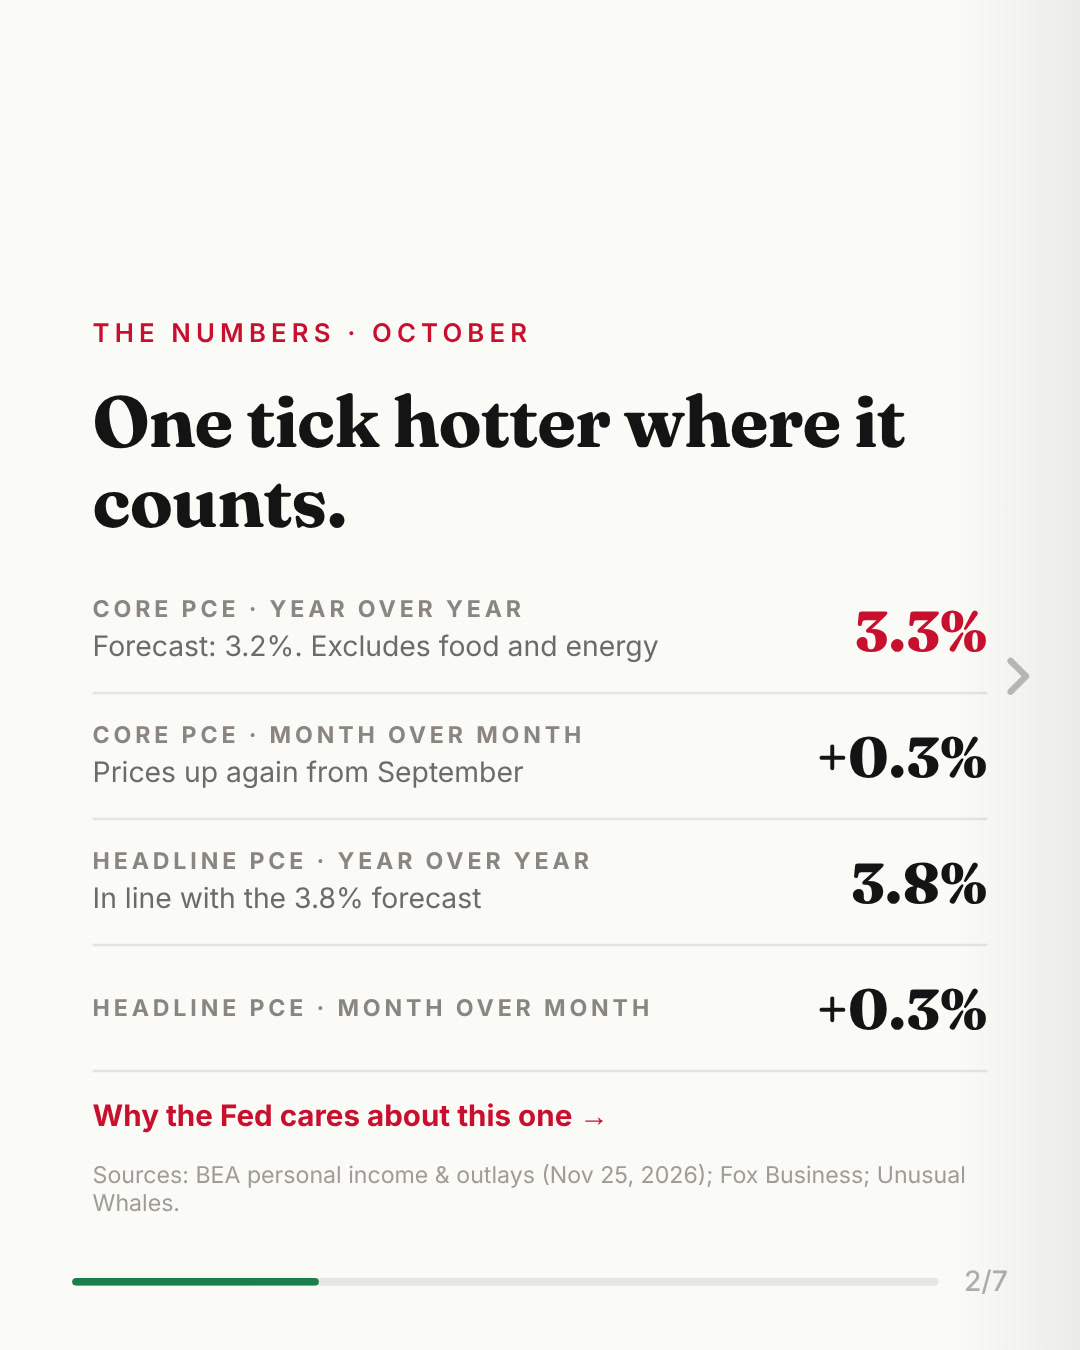 THE NUMBERS · OCTOBER
One tick hotter where it
counts.
CORE PCE · YEAR OVER YEAR
Forecast: 3.2%. Excludes food and energy
3.3%
CORE PCE · MONTH OVER MONTH
Prices up again from September
+0.3%
HEADLINE PCE · YEAR OVER YEAR
In line with the 3.8% forecast
3.8%
HEADLINE PCE · MONTH OVER MONTH
+0.3%
Why the Fed cares about this one →
Sources: BEA personal income & outlays (Nov 25, 2026); Fox Business; Unusual
Whales.
2/7